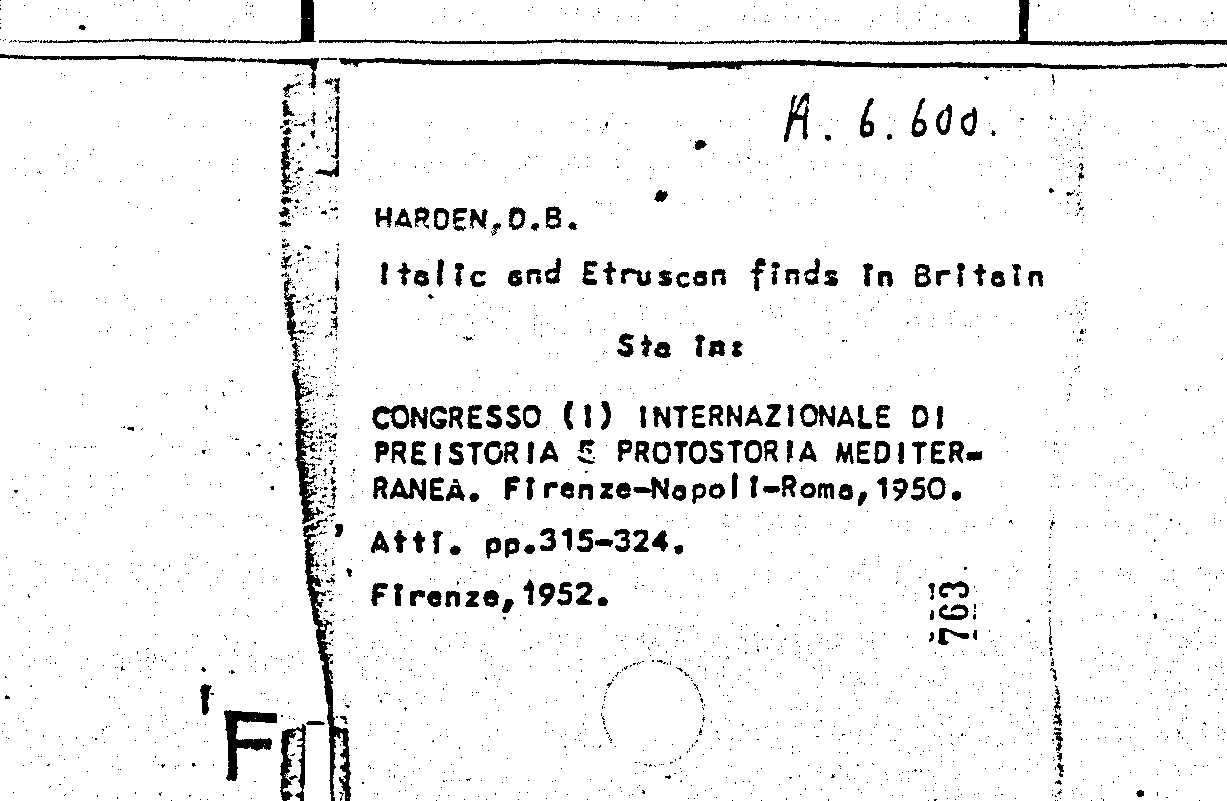 A. 6. 600.
HARDEN, D.B.
Italic and Etruscan finds in Britain
Sta in:
CONGRESSO (I) INTERNAZIONALE DI
PREISTORIA E PROTOSTORIA MEDITER-
RANEA. Firenze-Napoli-Roma, 1950.
Atti. pp.315-324.
Firenze, 1952.
763
F